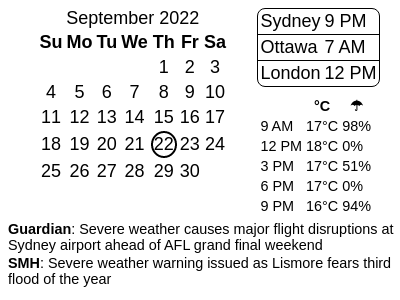 September 2022
Su Mo Tu We Th Fr Sa
1 2 3
4 5 6 7 8 9 10
11 12 13 14 15 16 17
18 19 20 21 22 23 24
25 26 27 28 29 30
Sydney 9 PM
Ottawa 7 AM
London 12 PM
°C ☂
9 AM 17°C 98%
12 PM 18°C 0%
3 PM 17°C 51%
6 PM 17°C 0%
9 PM 16°C 94%
Guardian: Severe weather causes major flight disruptions at
Sydney airport ahead of AFL grand final weekend
SMH: Severe weather warning issued as Lismore fears third
flood of the year